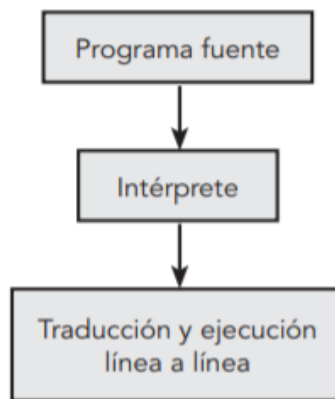 Programa fuente
Intérprete
Traducción y ejecución
línea a línea